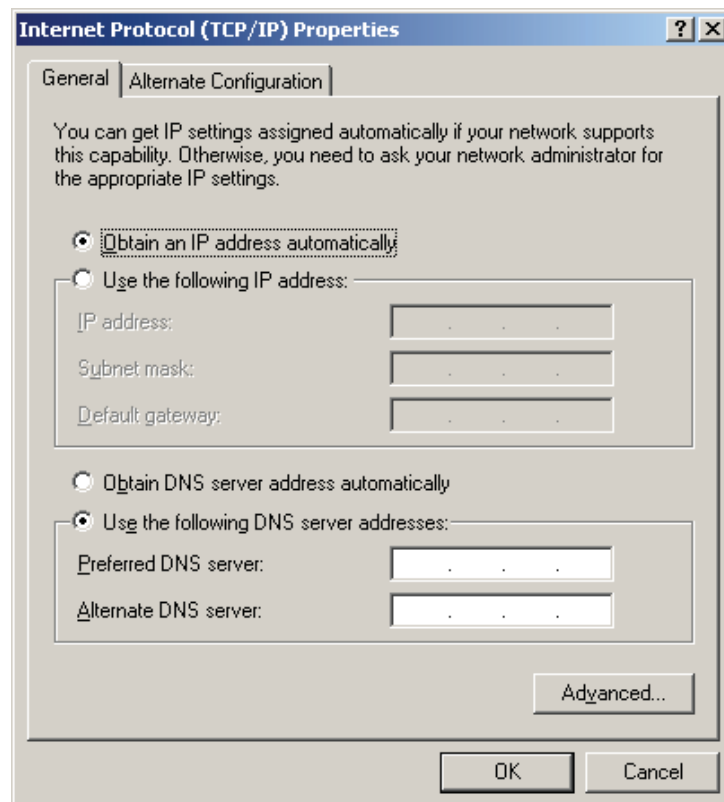 Internet Protocol (TCP/IP) Properties
General
Alternate Configuration
You can get IP settings assigned automatically if your network supports
this capability. Otherwise, you need to ask your network administrator for
the appropriate IP settings.
Obtain an IP address automatically
Use the following IP address:
IP address:
Subnet mask:
Default gateway:
Obtain DNS server address automatically
Use the following DNS server addresses:
Preferred DNS server:
Alternate DNS server:
Advanced...
OK
Cancel